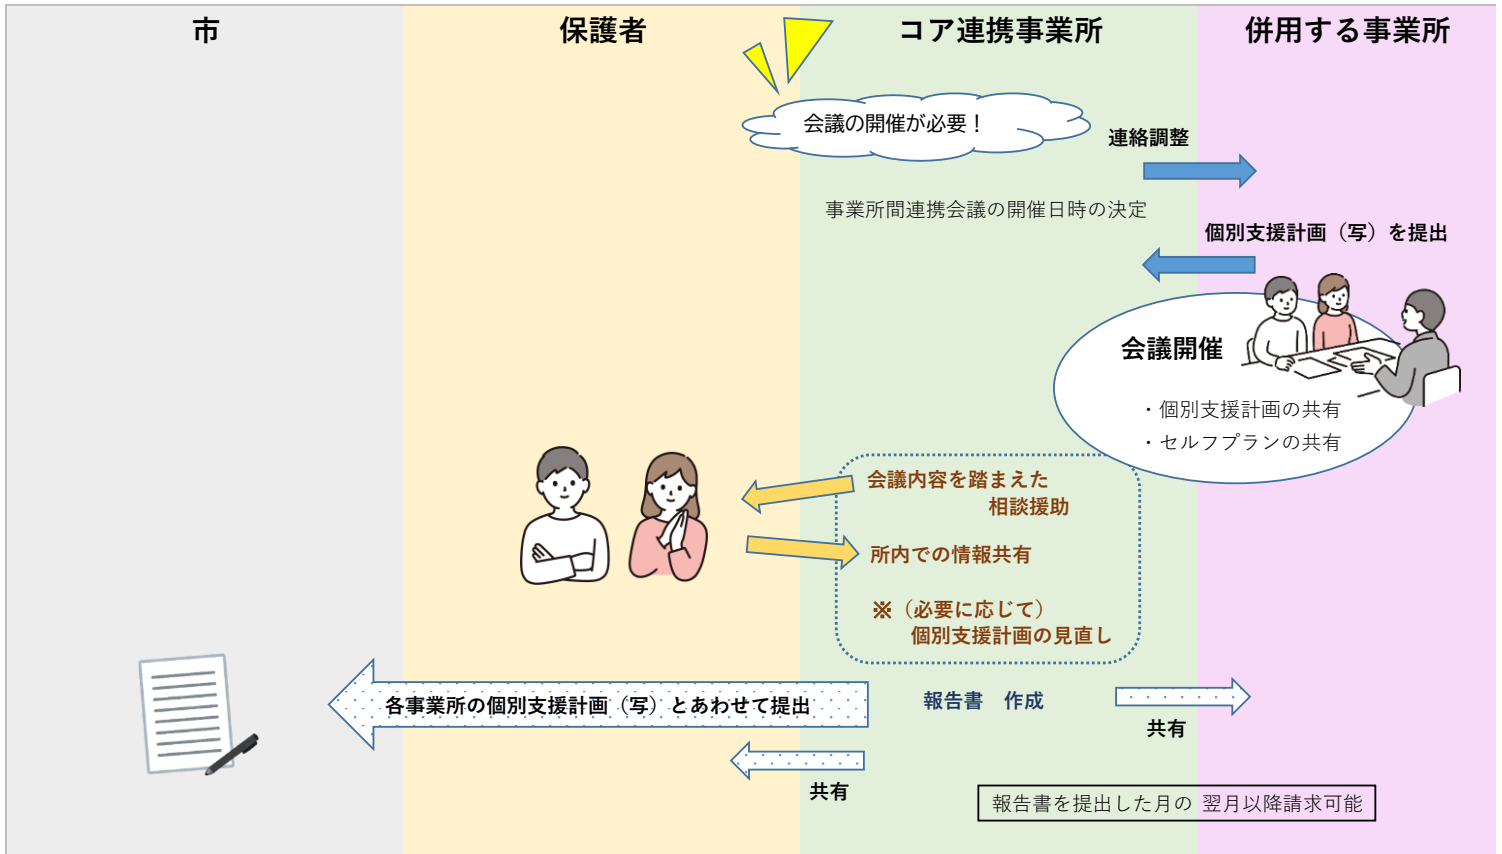 市
保護者
コア連携事業所
併用する事業所
会議の開催が必要！
連絡調整
事業所間連携会議の開催日時の決定
個別支援計画（写）を提出
会議開催
・個別支援計画の共有
・セルフプランの共有
会議内容を踏まえた
相談援助
所内での情報共有
※（必要に応じて）
個別支援計画の見直し
各事業所の個別支援計画（写）とあわせて提出
報告書　作成
共有
共有
報告書を提出した月の 翌月以降請求可能